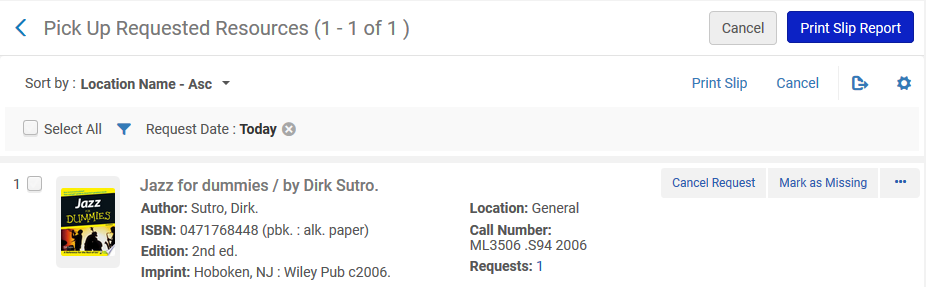 Pick Up Requested Resources (1 - 1 of 1 )
Cancel
Print Slip Report
Sort by : Location Name - Asc
Print Slip
Cancel
Select All
Request Date : Today
1
Jazz for dummies / by Dirk Sutro.
Cancel Request
Mark as Missing
Jazz
DUMMIES
Author: Sutro, Dirk.
ISBN: 0471768448 (pbk. : alk. paper)
Edition: 2nd ed.
Imprint: Hoboken, NJ : Wiley Pub c2006.
Location: General
Call Number:
ML3506 .S94 2006
Requests: 1